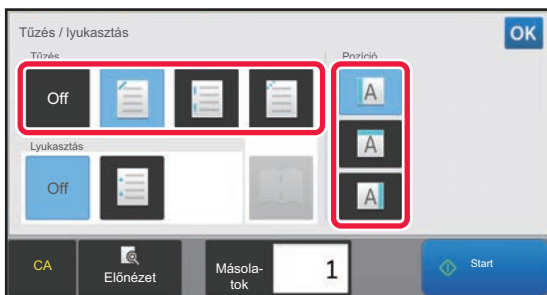 Tűzés / lyukasztás
OK
Tűzés
Pozíció
Off
A
A
A
Lyukasztás
Off
CA
Előnézet
Másola-
tok
1
Start